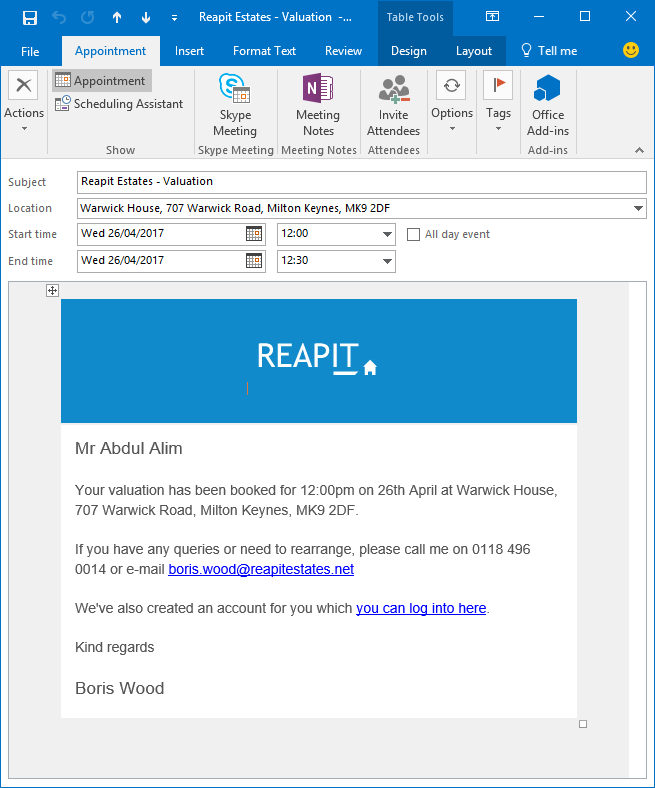 Reapit Estates - Valuation -...
Table Tools
File
Appointment
Insert
Format Text
Review
Design
Layout
Tell me
Actions
Appointment
Scheduling Assistant
Show
Skype
Meeting
Skype Meeting
Meeting
Notes
Meeting Notes
Invite
Attendees
Attendees
Options
Tags
Office
Add-ins
Add-ins
Subject
Reapit Estates - Valuation
Location
Warwick House, 707 Warwick Road, Milton Keynes, MK9 2DF
Start time
Wed 26/04/2017
12:00
All day event
End time
Wed 26/04/2017
12:30
REAPIT
Mr Abdul Alim
Your valuation has been booked for 12:00pm on 26th April at Warwick House,
707 Warwick Road, Milton Keynes, MK9 2DF.
If you have any queries or need to rearrange, please call me on 0118 496
0014 or e-mail boris.wood@reapitestates.net
We've also created an account for you which you can log into here.
Kind regards
Boris Wood